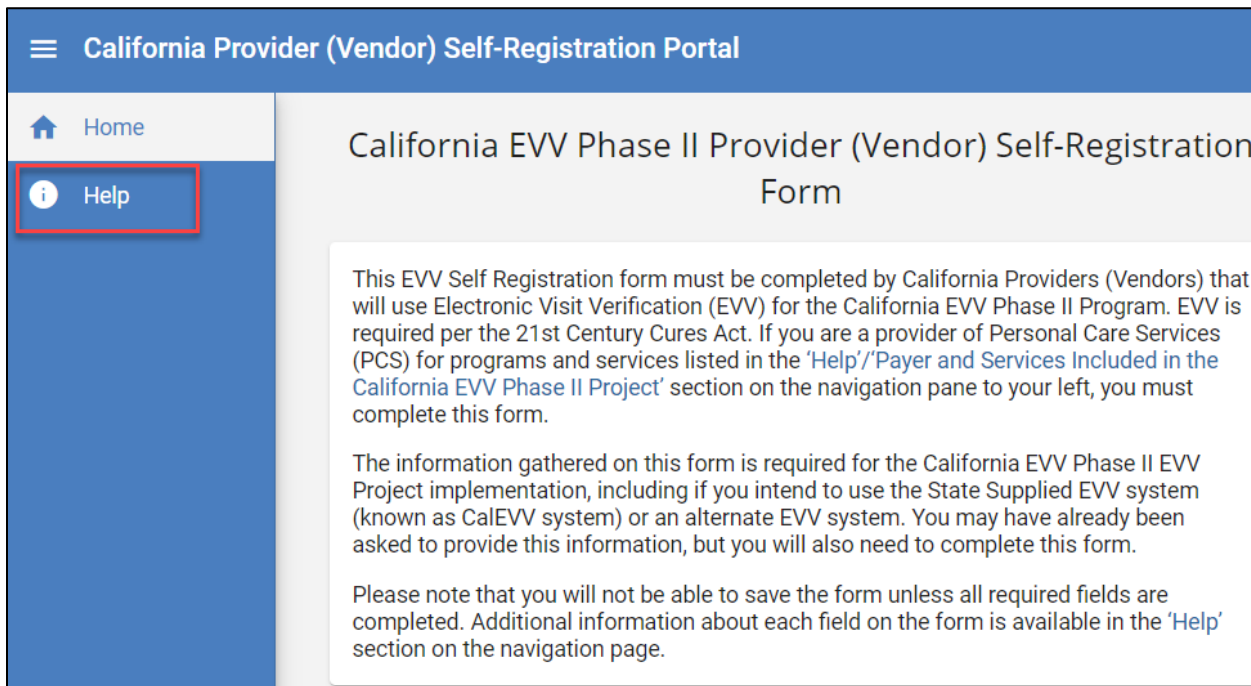 California Provider (Vendor) Self-Registration Portal
Home
Help
California EVV Phase II Provider (Vendor) Self-Registration
Form
This EVV Self Registration form must be completed by California Providers (Vendors) that
will use Electronic Visit Verification (EVV) for the California EVV Phase II Program. EVV is
required per the 21st Century Cures Act. If you are a provider of Personal Care Services
(PCS) for programs and services listed in the ‘Help’/‘Payer and Services Included in the
California EVV Phase II Project’ section on the navigation pane to your left, you must
complete this form.
The information gathered on this form is required for the California EVV Phase II EVV
Project implementation, including if you intend to use the State Supplied EVV system
(known as CalEVV system) or an alternate EVV system. You may have already been
asked to provide this information, but you will also need to complete this form.
Please note that you will not be able to save the form unless all required fields are
completed. Additional information about each field on the form is available in the ‘Help’
section on the navigation page.